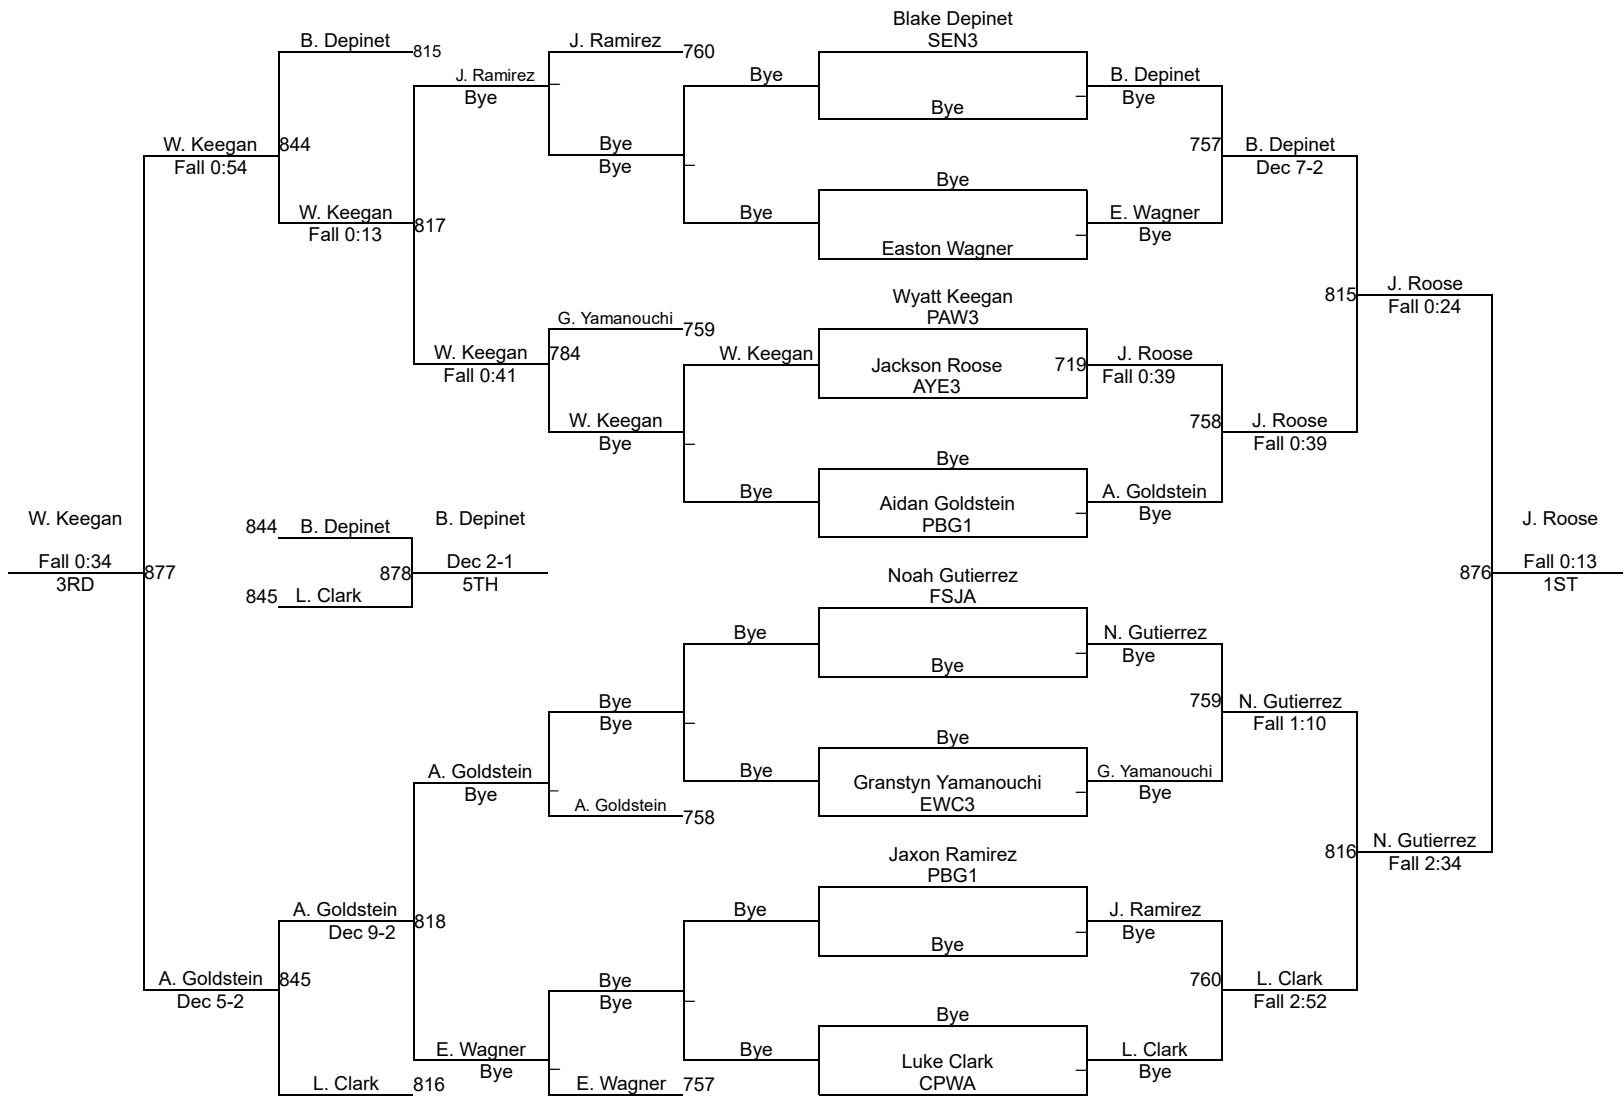 Blake Depinet
B. Depinet
815
J. Ramirez
760
SEN3
J. Ramirez
Bye
Bye
B. Depinet
Bye
Bye
W. Keegan
Fall 0:54
844
Bye
Bye
757
B. Depinet
Dec 7-2
Bye
W. Keegan
Fall 0:13
817
Bye
E. Wagner
Bye
Easton Wagner
Wyatt Keegan
PAW3
815
J. Roose
Fall 0:24
G. Yamanouchi
759
W. Keegan
Fall 0:41
784
W. Keegan
Jackson Roose
AYE3
719
J. Roose
Fall 0:39
W. Keegan
Bye
758
J. Roose
Fall 0:39
Bye
Bye
Aidan Goldstein
PBG1
A. Goldstein
Bye
W. Keegan
Fall 0:34
3RD
877
844
B. Depinet
845
L. Clark
878
B. Depinet
Dec 2-1
5TH
876
J. Roose
Fall 0:13
1ST
Noah Gutierrez
FSJA
Bye
Bye
N. Gutierrez
Bye
Bye
Bye
759
N. Gutierrez
Fall 1:10
Bye
A. Goldstein
Bye
Bye
Granstyn Yamanouchi
EWC3
G. Yamanouchi
Bye
A. Goldstein
758
Jaxon Ramirez
PBG1
816
N. Gutierrez
Fall 2:34
A. Goldstein
Dec 9-2
818
Bye
Bye
J. Ramirez
Bye
A. Goldstein
Dec 5-2
845
Bye
Bye
760
L. Clark
Fall 2:52
Bye
E. Wagner
Bye
Bye
Luke Clark
CPWA
L. Clark
Bye
L. Clark
816
E. Wagner
757